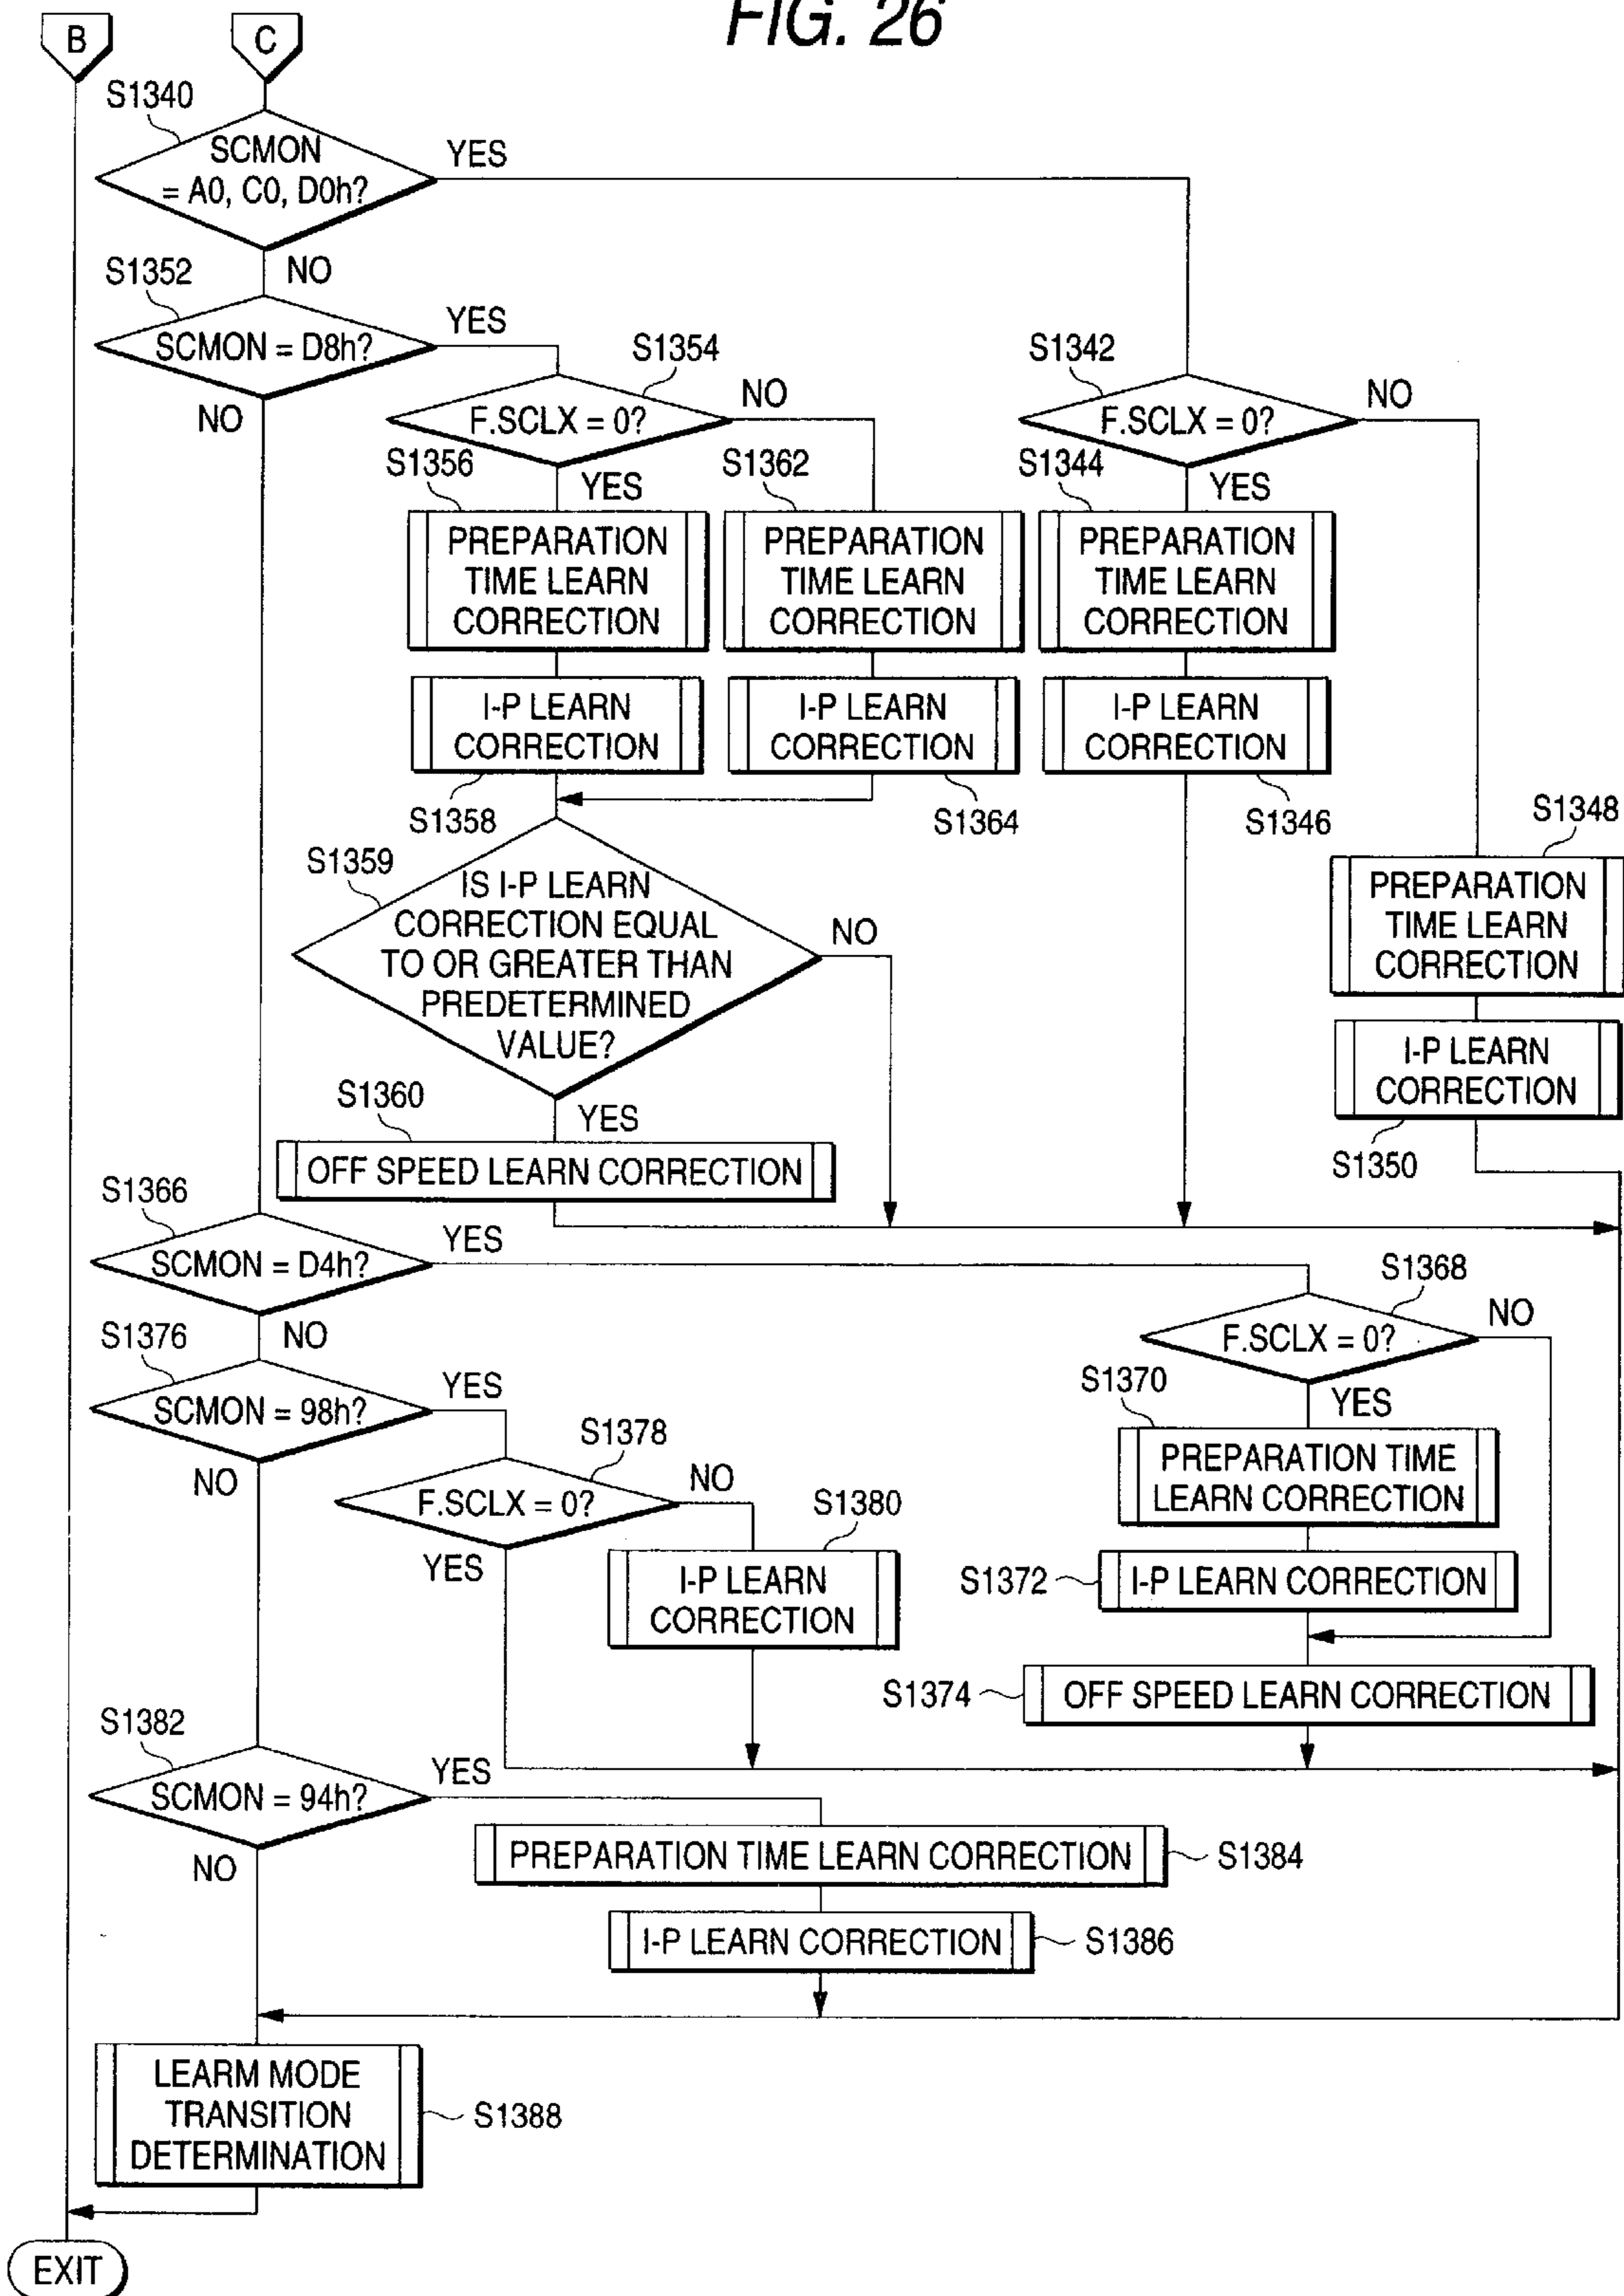 FIG. 26
B
C
S1340
SCMON
= A0, C0, D0h?
YES
NO
S1352
SCMON = D8h?
YES
NO
S1354
F.SCLX = 0?
NO
YES
S1342
F.SCLX = 0?
NO
YES
S1356
PREPARATION
TIME LEARN
CORRECTION
S1362
PREPARATION
TIME LEARN
CORRECTION
S1344
PREPARATION
TIME LEARN
CORRECTION
I-P LEARN
CORRECTION
S1358
I-P LEARN
CORRECTION
S1364
I-P LEARN
CORRECTION
S1346
S1348
PREPARATION
TIME LEARN
CORRECTION
I-P LEARN
CORRECTION
S1350
S1359
IS I-P LEARN
CORRECTION EQUAL
TO OR GREATER THAN
PREDETERMINED
VALUE?
NO
YES
S1360
OFF SPEED LEARN CORRECTION
S1366
SCMON = D4h?
YES
NO
S1368
F.SCLX = 0?
NO
YES
S1370
PREPARATION TIME
LEARN CORRECTION
S1372
I-P LEARN CORRECTION
S1374
OFF SPEED LEARN CORRECTION
S1376
SCMON = 98h?
YES
NO
S1378
F.SCLX = 0?
NO
YES
S1380
I-P LEARN
CORRECTION
S1382
SCMON = 94h?
YES
NO
PREPARATION TIME LEARN CORRECTION
S1384
I-P LEARN CORRECTION
S1386
LEARM MODE
TRANSITION
DETERMINATION
S1388
EXIT